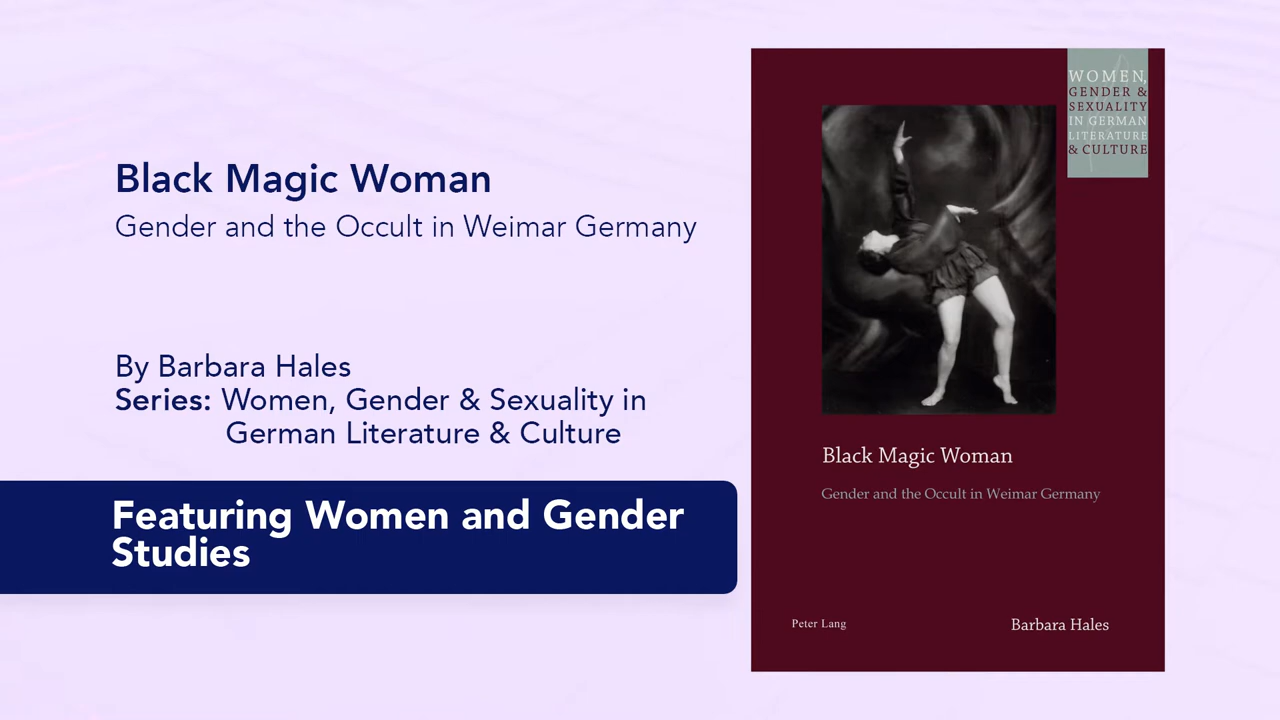 Black Magic Woman
Gender and the Occult in Weimar Germany
By Barbara Hales
Series: Women, Gender & Sexuality in
German Literature & Culture
Featuring Women and Gender
Studies
WOMEN,
GENDER &
SEXUALITY
IN GERMAN
LITERATURE
& CULTURE
Black Magic Woman
Gender and the Occult in Weimar Germany
Peter Lang
Barbara Hales